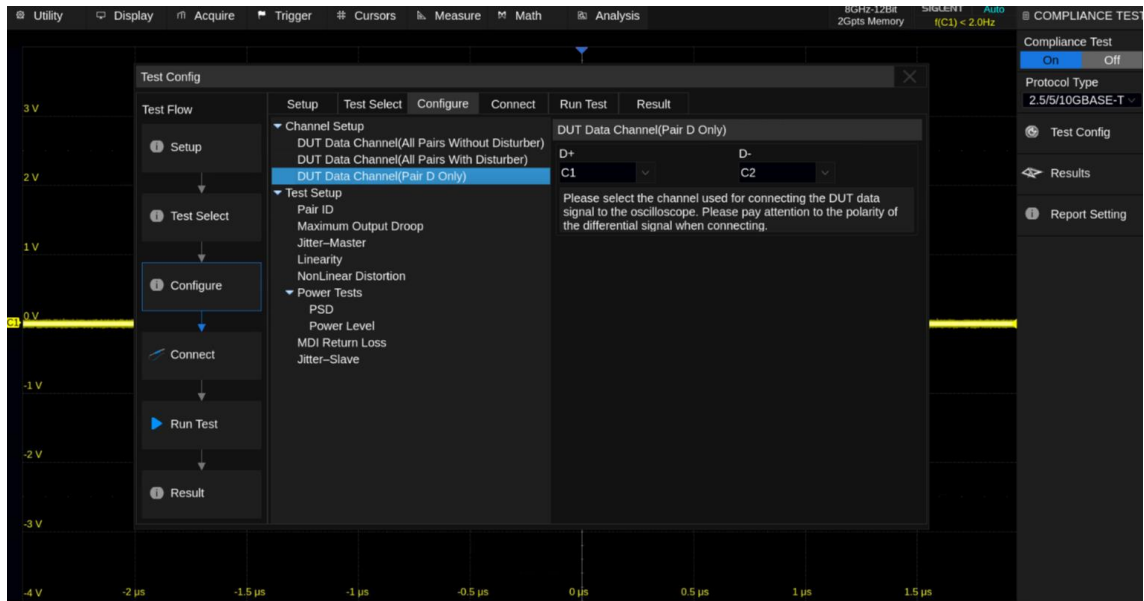 Utility Display Acquire Trigger Cursors Measure Math Analysis
8GHz-12Bit
2Gpts Memory
SIGLENT Auto
f(C1) < 2.0Hz
COMPLIANCE TEST
Compliance Test
On Off
Protocol Type
2.5/5/10GBASE-T
Test Config
Results
Report Setting
Test Config
Test Flow
Setup
Test Select
Configure
Connect
Run Test
Result
Setup Test Select Configure Connect Run Test Result
Channel Setup
DUT Data Channel(All Pairs Without Disturber)
DUT Data Channel(All Pairs With Disturber)
DUT Data Channel(Pair D Only)
Test Setup
Pair ID
Maximum Output Droop
Jitter–Master
Linearity
NonLinear Distortion
Power Tests
PSD
Power Level
MDI Return Loss
Jitter–Slave
DUT Data Channel(Pair D Only)
D+ D-
C1 C2
Please select the channel used for connecting the DUT data
signal to the oscilloscope. Please pay attention to the polarity of
the differential signal when connecting.
3 V
2 V
1 V
0 V
C1
-1 V
-2 V
-3 V
-4 V
-2 µs -1.5 µs -1 µs -0.5 µs 0 µs 0.5 µs 1 µs 1.5 µs